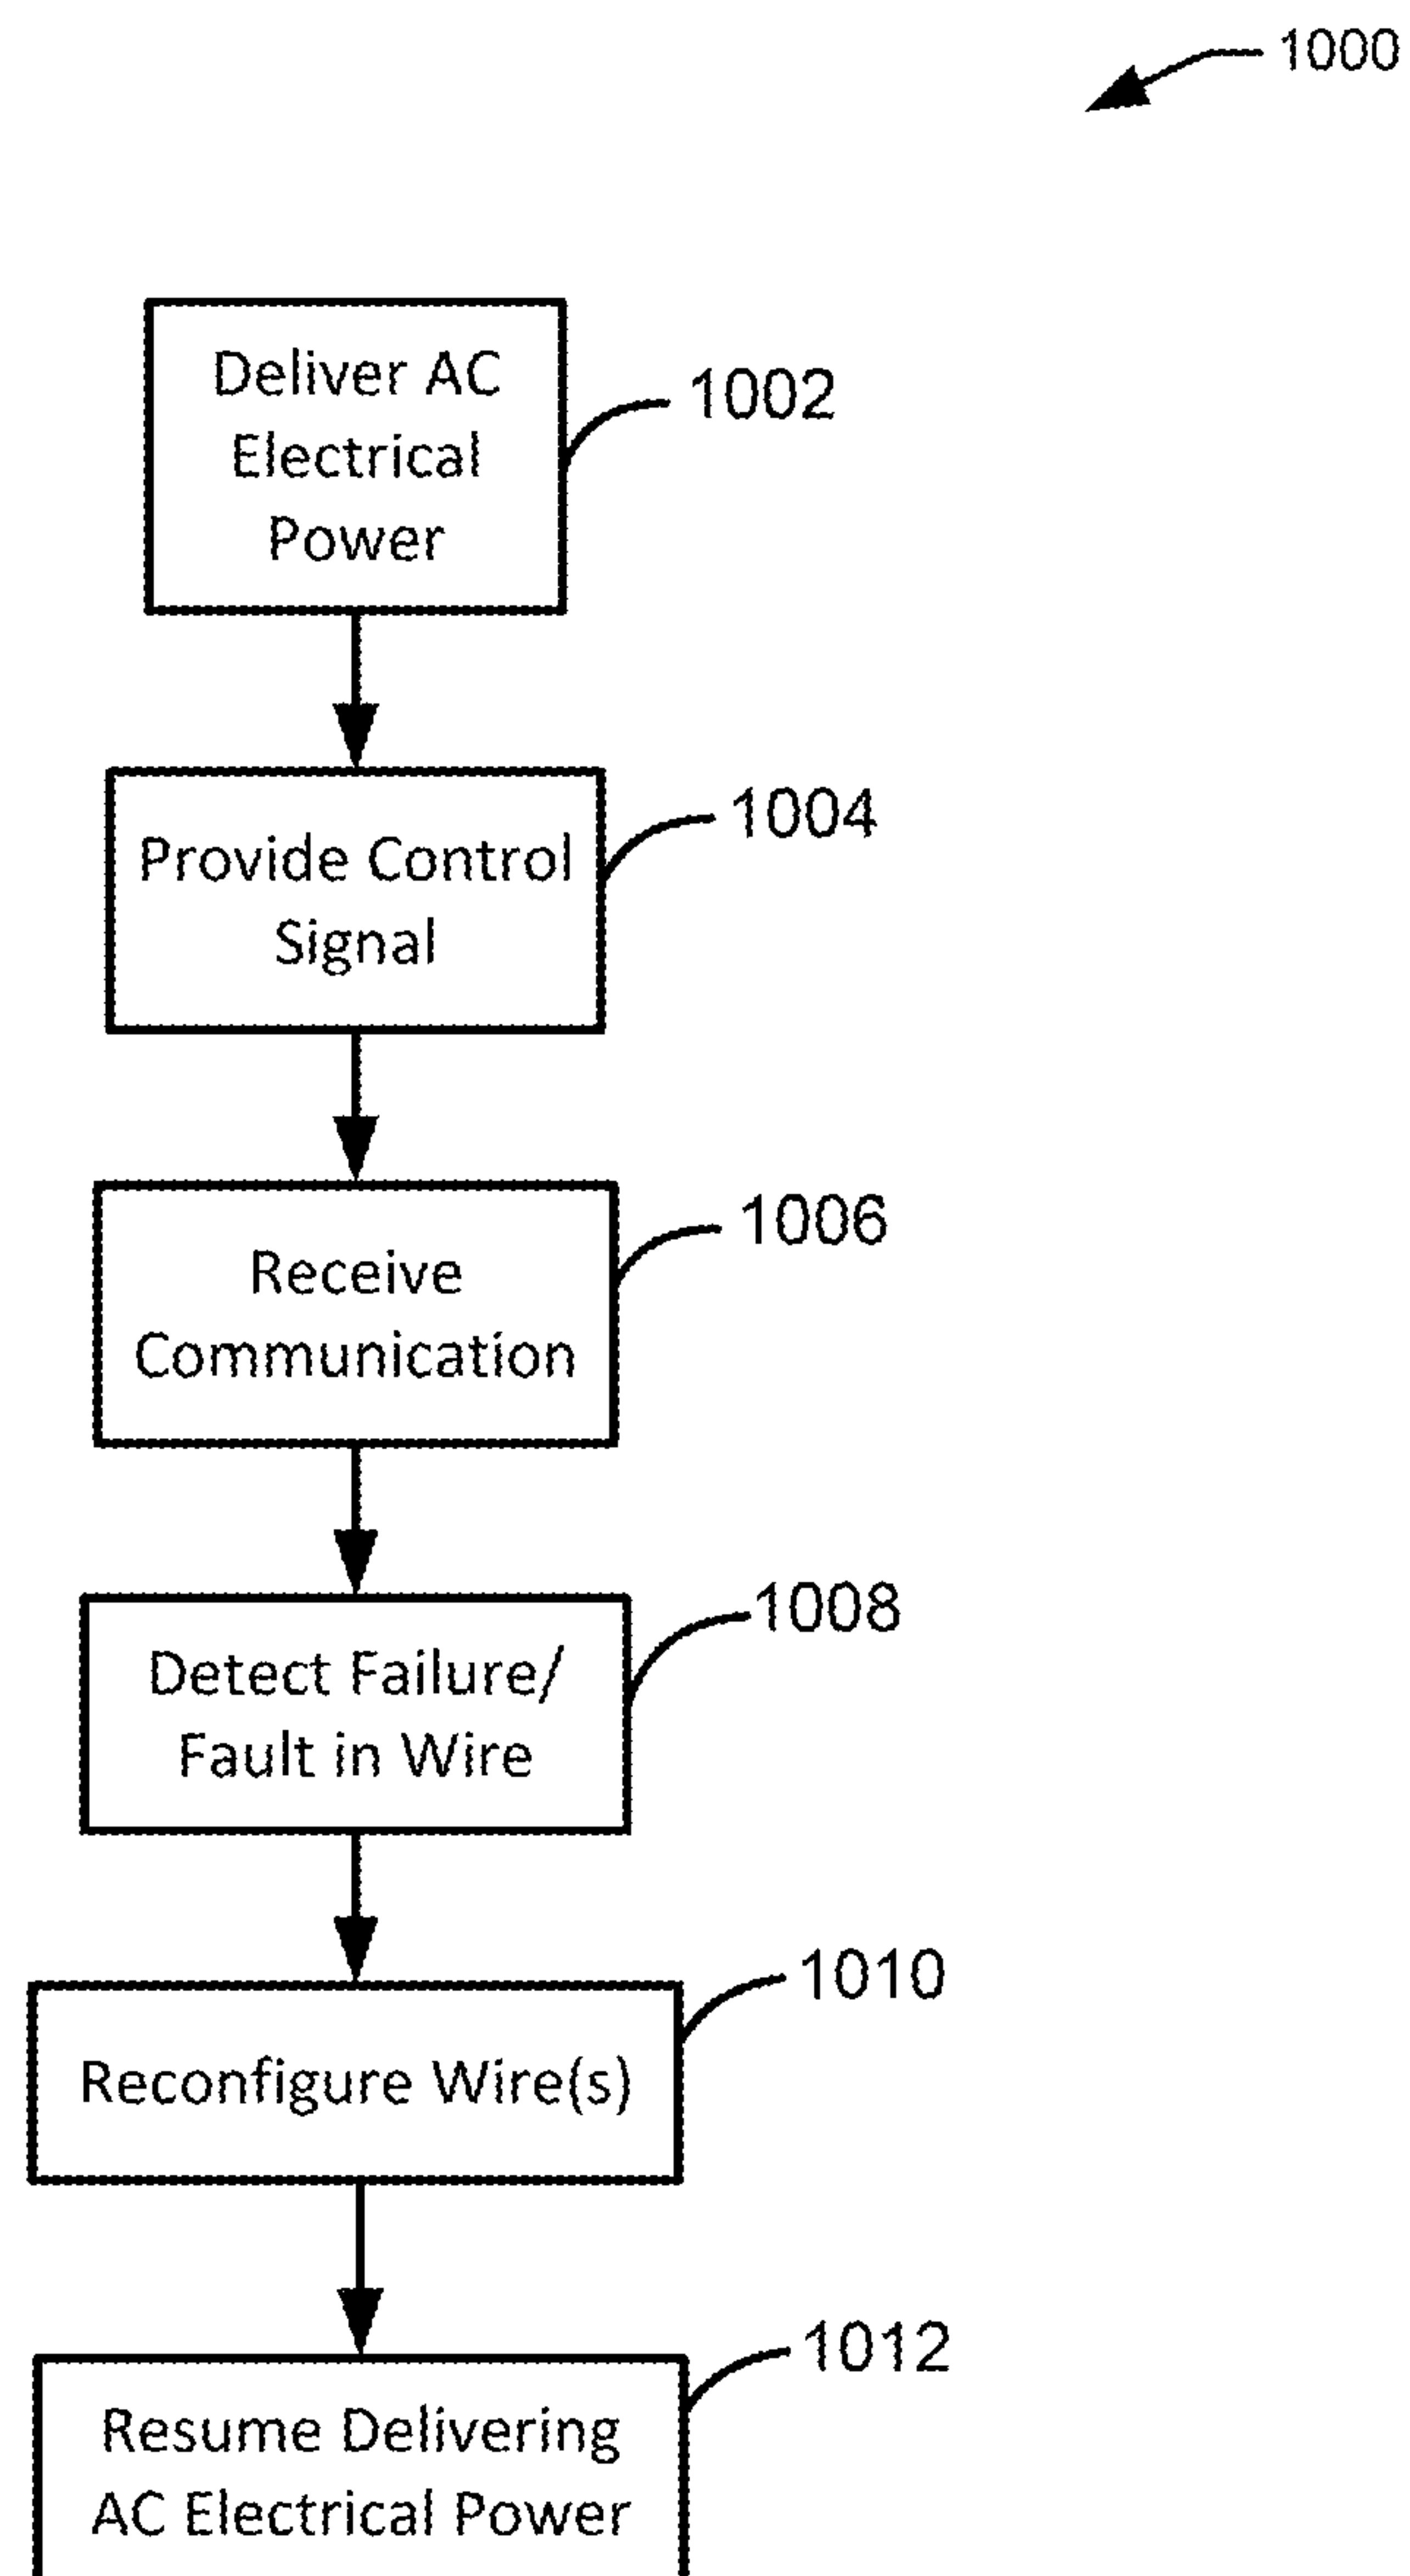 1000
Deliver AC
Electrical
Power
1002
Provide Control
Signal
1004
Receive
Communication
1006
Detect Failure/
Fault in Wire
1008
Reconfigure Wire(s)
1010
Resume Delivering
AC Electrical Power
1012